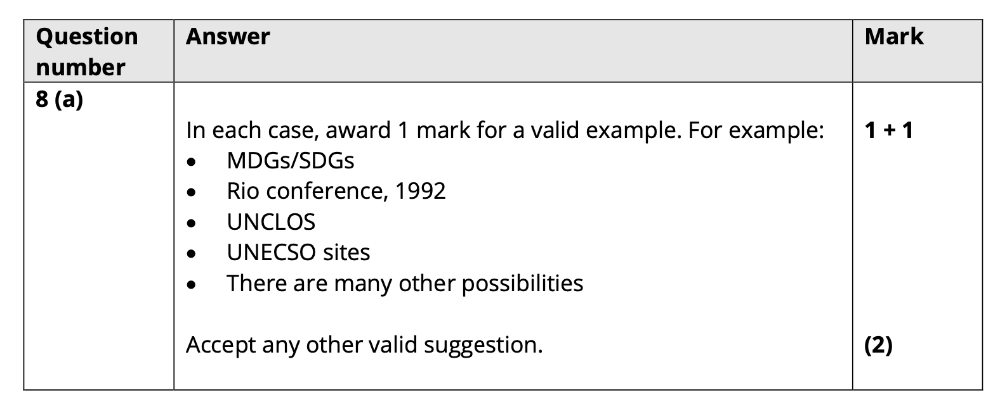 Question number
Answer
Mark
8 (a)
In each case, award 1 mark for a valid example. For example:
1 + 1
• MDGs/SDGs
• Rio conference, 1992
• UNCLOS
• UNECSO sites
• There are many other possibilities
Accept any other valid suggestion.
(2)